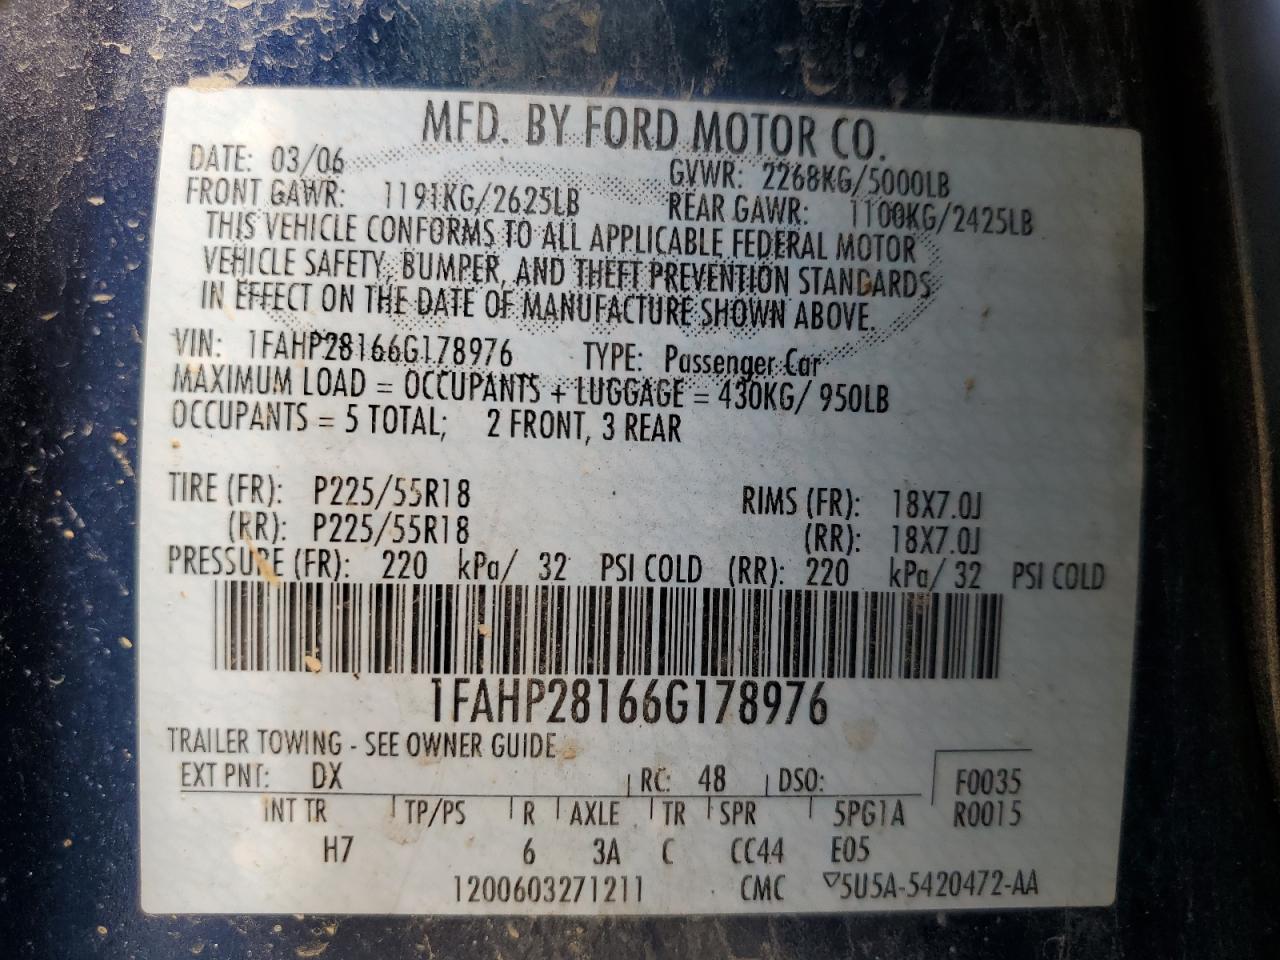 MFD. BY FORD MOTOR CO.
DATE: 03/06 GVWR: 2268KG/5000LB
FRONT GAWR: 1191KG/2625LB REAR GAWR: 1100KG/2425LB
THIS VEHICLE CONFORMS TO ALL APPLICABLE FEDERAL MOTOR
VEHICLE SAFETY, BUMPER, AND THEFT PREVENTION STANDARDS
IN EFFECT ON THE DATE OF MANUFACTURE SHOWN ABOVE.
VIN: 1FAHP28166G178976 TYPE: Passenger Car
MAXIMUM LOAD = OCCUPANTS + LUGGAGE = 430KG/ 950LB
OCCUPANTS = 5 TOTAL; 2 FRONT, 3 REAR
TIRE (FR): P225/55R18 RIMS (FR): 18X7.0J
(RR): P225/55R18 (RR): 18X7.0J
PRESSURE (FR): 220 kPa/ 32 PSI COLD (RR): 220 kPa/ 32 PSI COLD
1FAHP28166G178976
TRAILER TOWING - SEE OWNER GUIDE
EXT PNT: DX RC: 48 DSO: F0035
INT TR TP/PS R AXLE TR SPR 5PG1A R0015
H7 6 3A C CC44 E05
1200603271211 CMC ▽5U5A-5420472-AA